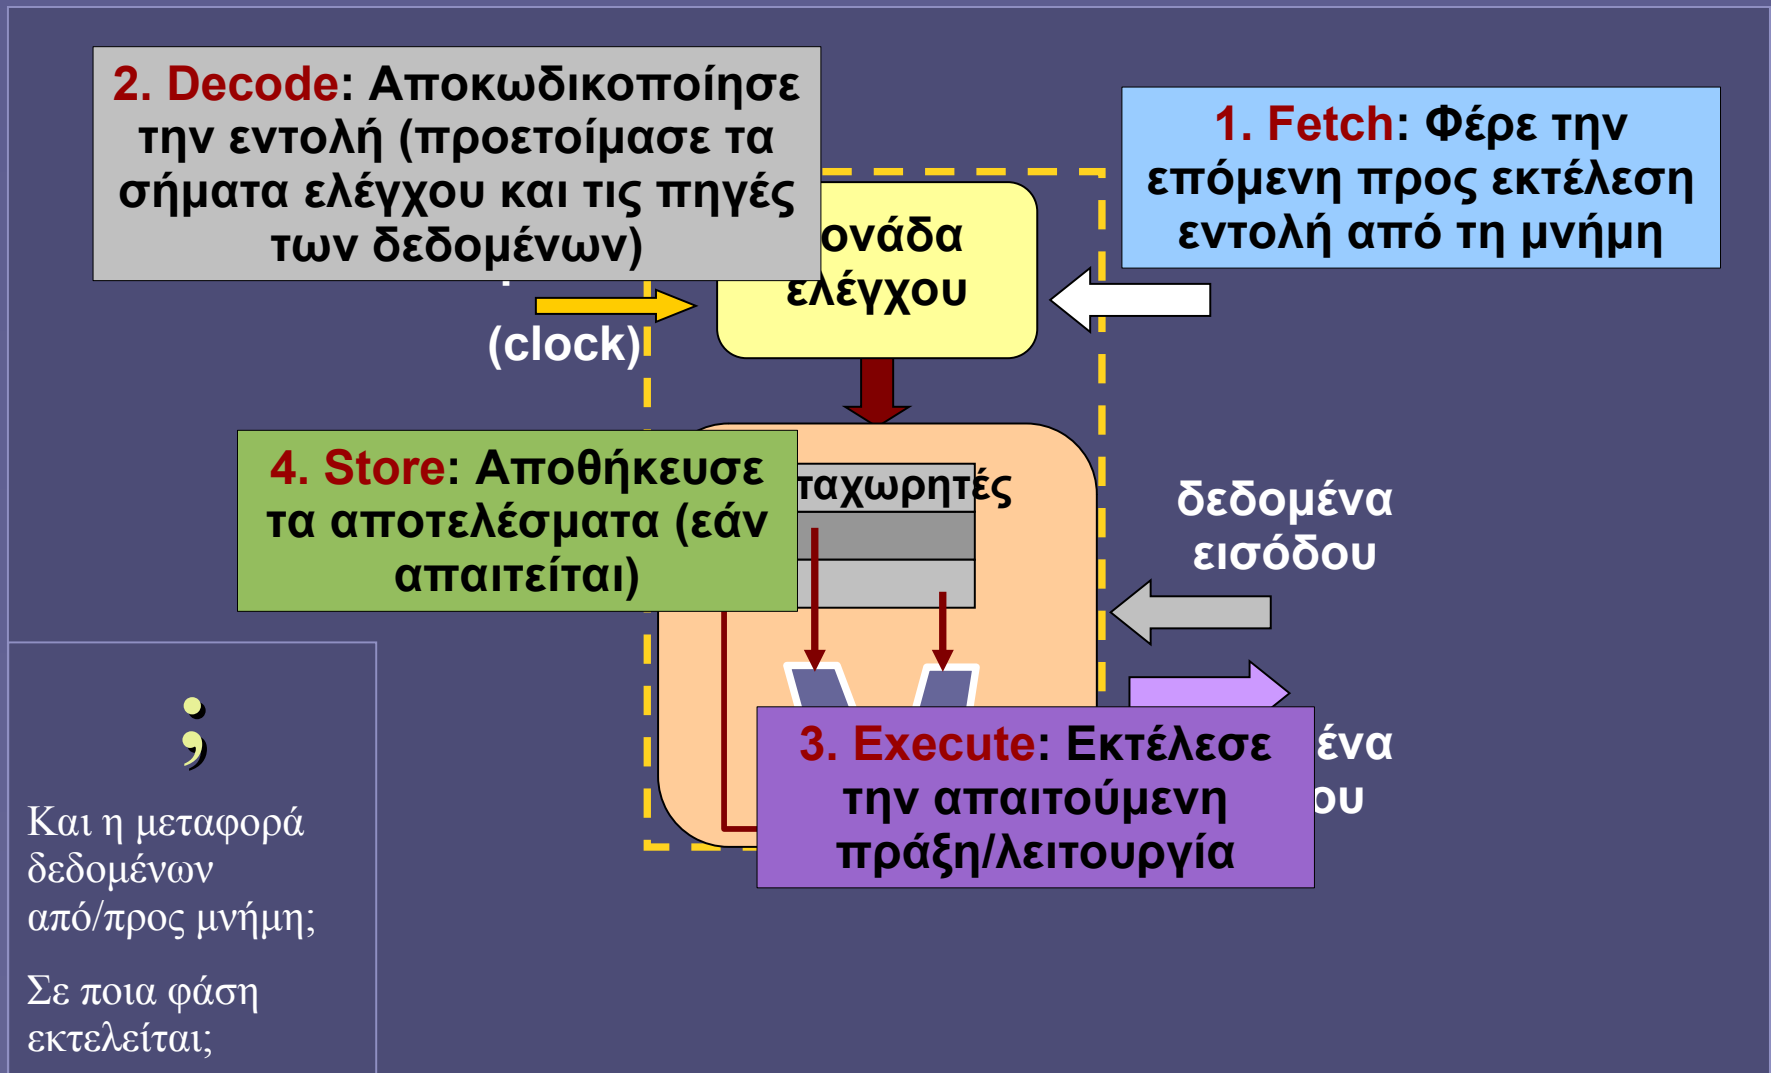 2. Decode: Αποκωδικοποίησε
την εντολή (προετοίμασε τα
σήματα ελέγχου και τις πηγές
των δεδομένων)
1. Fetch: Φέρε την
επόμενη προς εκτέλεση
εντολή από τη μνήμη
ονάδα
ελέγχου
(clock)
4. Store: Αποθήκευσε
τα αποτελέσματα (εάν
απαιτείται)
ταχωρητές
δεδομένα
εισόδου
3. Execute: Εκτέλεσε
την απαιτούμενη
πράξη/λειτουργία
ένα
ου
;
Και η μεταφορά
δεδομένων
από/προς μνήμη;
Σε ποια φάση
εκτελείται;